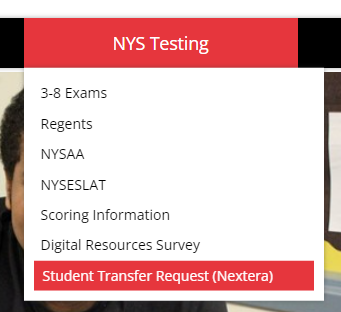 NYS Testing
3-8 Exams
Regents
NYSAA
NYSESLAT
Scoring Information
Digital Resources Survey
Student Transfer Request (Nextera)